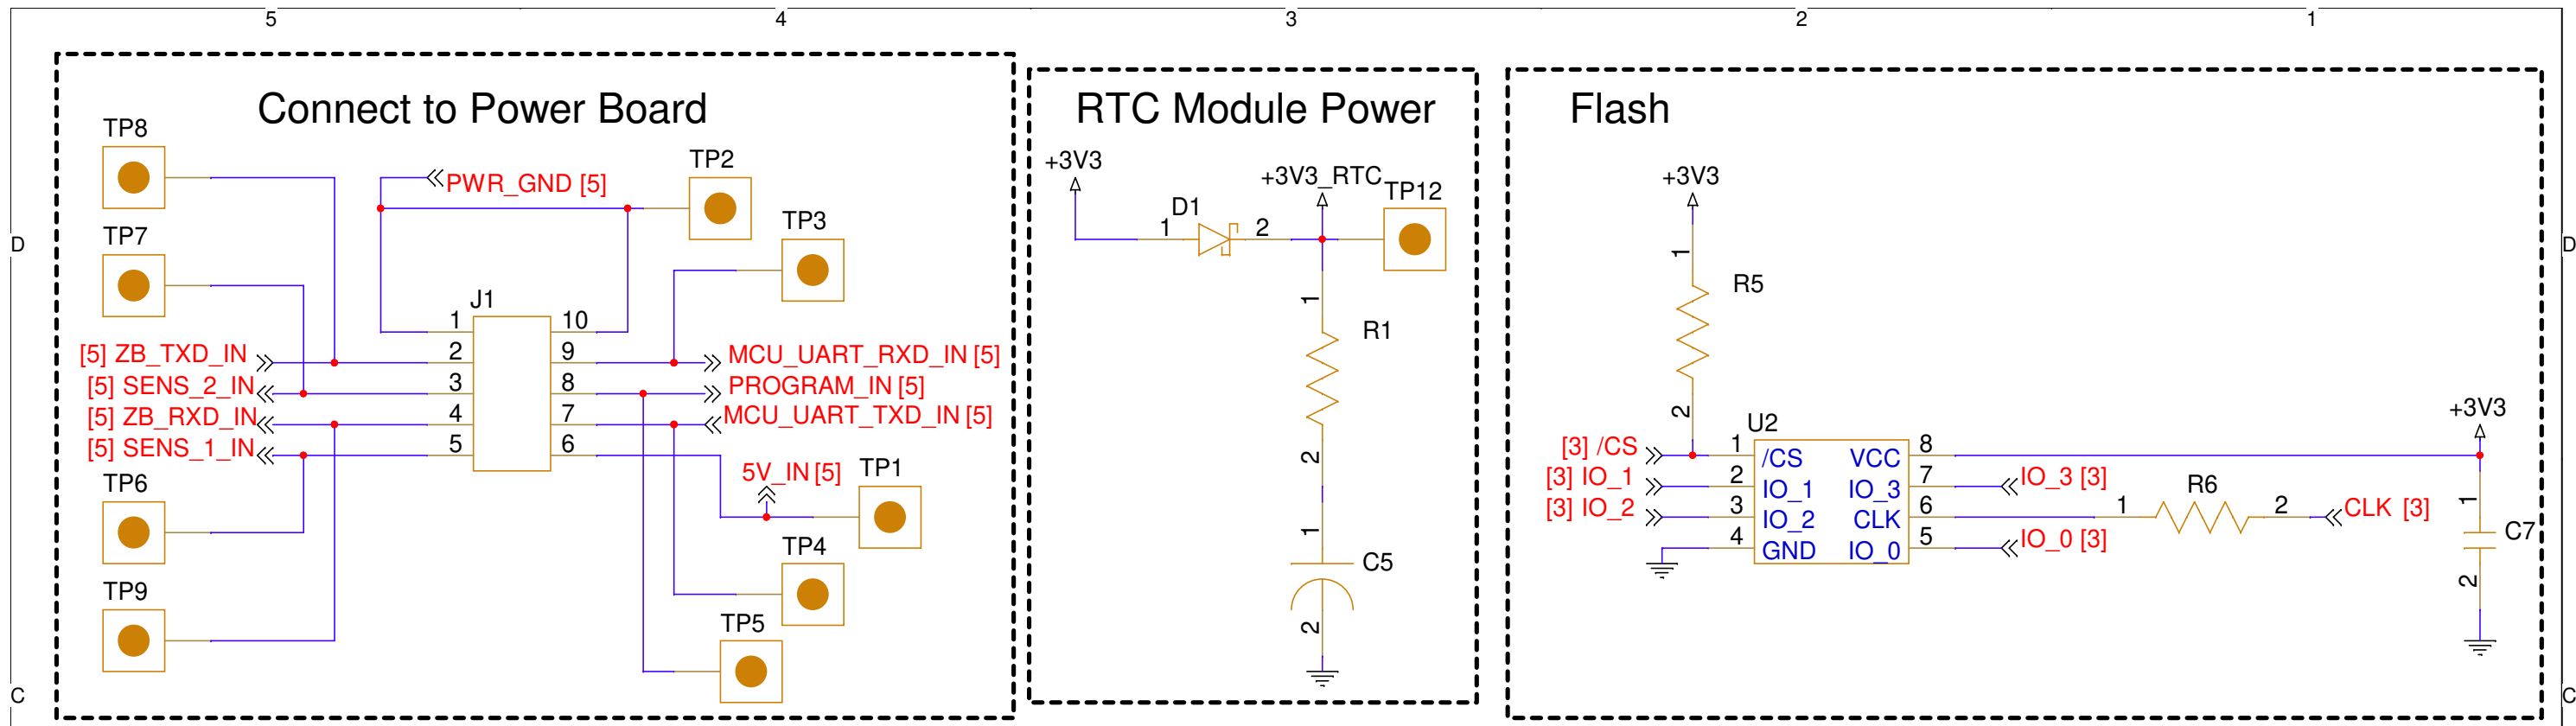 5 4 3 2 1
D D
C C
Connect to Power Board
TP8
TP7
PWR_GND [5]
TP2
TP3
J1
1 10
2 9
3 8
4 7
5 6
[5] ZB_TXD_IN
[5] SENS_2_IN
[5] ZB_RXD_IN
[5] SENS_1_IN
MCU_UART_RXD_IN [5]
PROGRAM_IN [5]
MCU_UART_TXD_IN [5]
5V_IN [5]
TP1
TP6
TP4
TP9
TP5
RTC Module Power
+3V3
+3V3_RTC
TP12
D1
1 2
1
R1
2
1
C5
2
Flash
+3V3
1
R5
2
U2
[3] /CS 1 /CS VCC 8
[3] IO_1 2 IO_1 IO_3 7 IO_3 [3]
[3] IO_2 3 IO_2 CLK 6 1 R6 2 CLK [3]
4 GND IO_0 5 IO_0 [3]
+3V3
1
C7
2